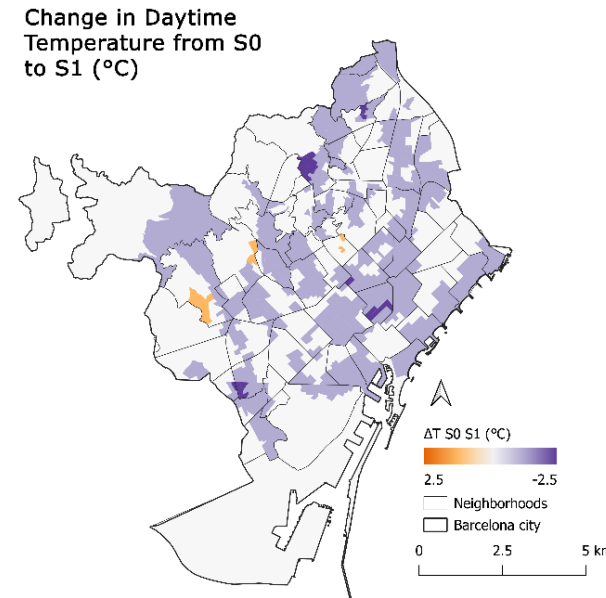 Change in Daytime
Temperature from S0
to S1 (°C)
ΔT S0 S1 (°C)
2.5 -2.5
Neighborhoods
Barcelona city
0 2.5 5 km